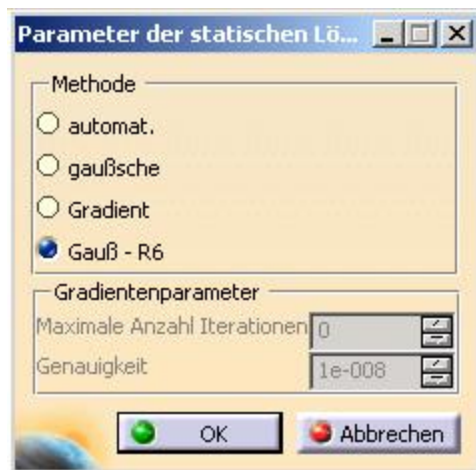 Parameter der statischen Lö...
Methode
automat.
gaußsche
Gradient
Gauß - R6
Gradientenparameter
Maximale Anzahl Iterationen 0
Genauigkeit 1e-008
OK Abbrechen